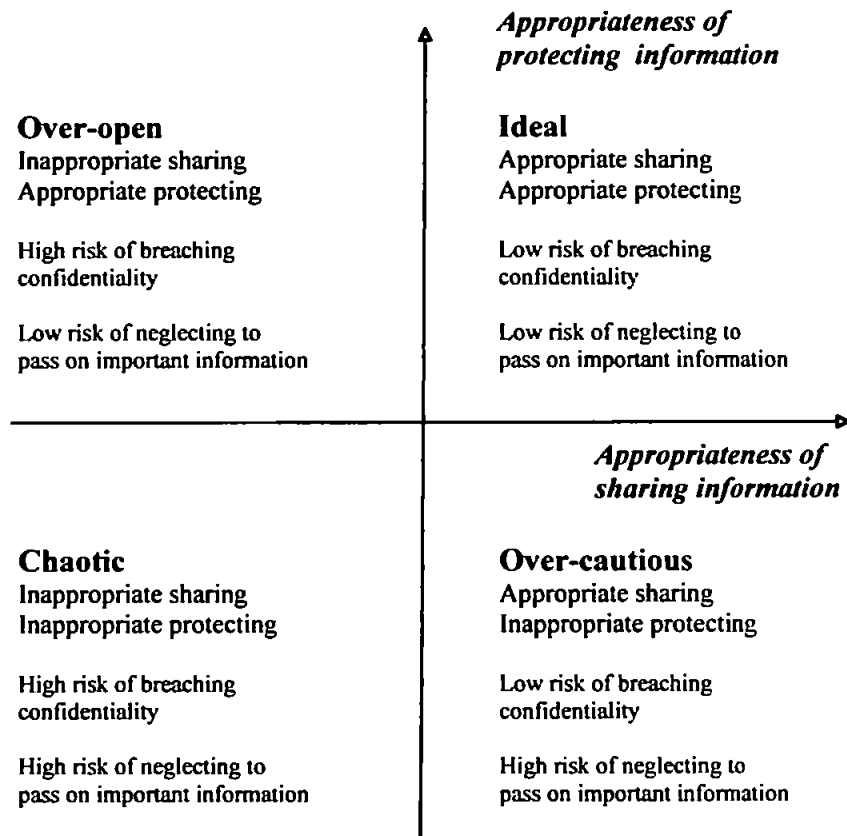 Appropriateness of
protecting information
Over-open
Inappropriate sharing
Appropriate protecting
High risk of breaching
confidentiality
Low risk of neglecting to
pass on important information
Ideal
Appropriate sharing
Appropriate protecting
Low risk of breaching
confidentiality
Low risk of neglecting to
pass on important information
Appropriateness of
sharing information
Chaotic
Inappropriate sharing
Inappropriate protecting
High risk of breaching
confidentiality
High risk of neglecting to
pass on important information
Over-cautious
Appropriate sharing
Inappropriate protecting
Low risk of breaching
confidentiality
High risk of neglecting to
pass on important information